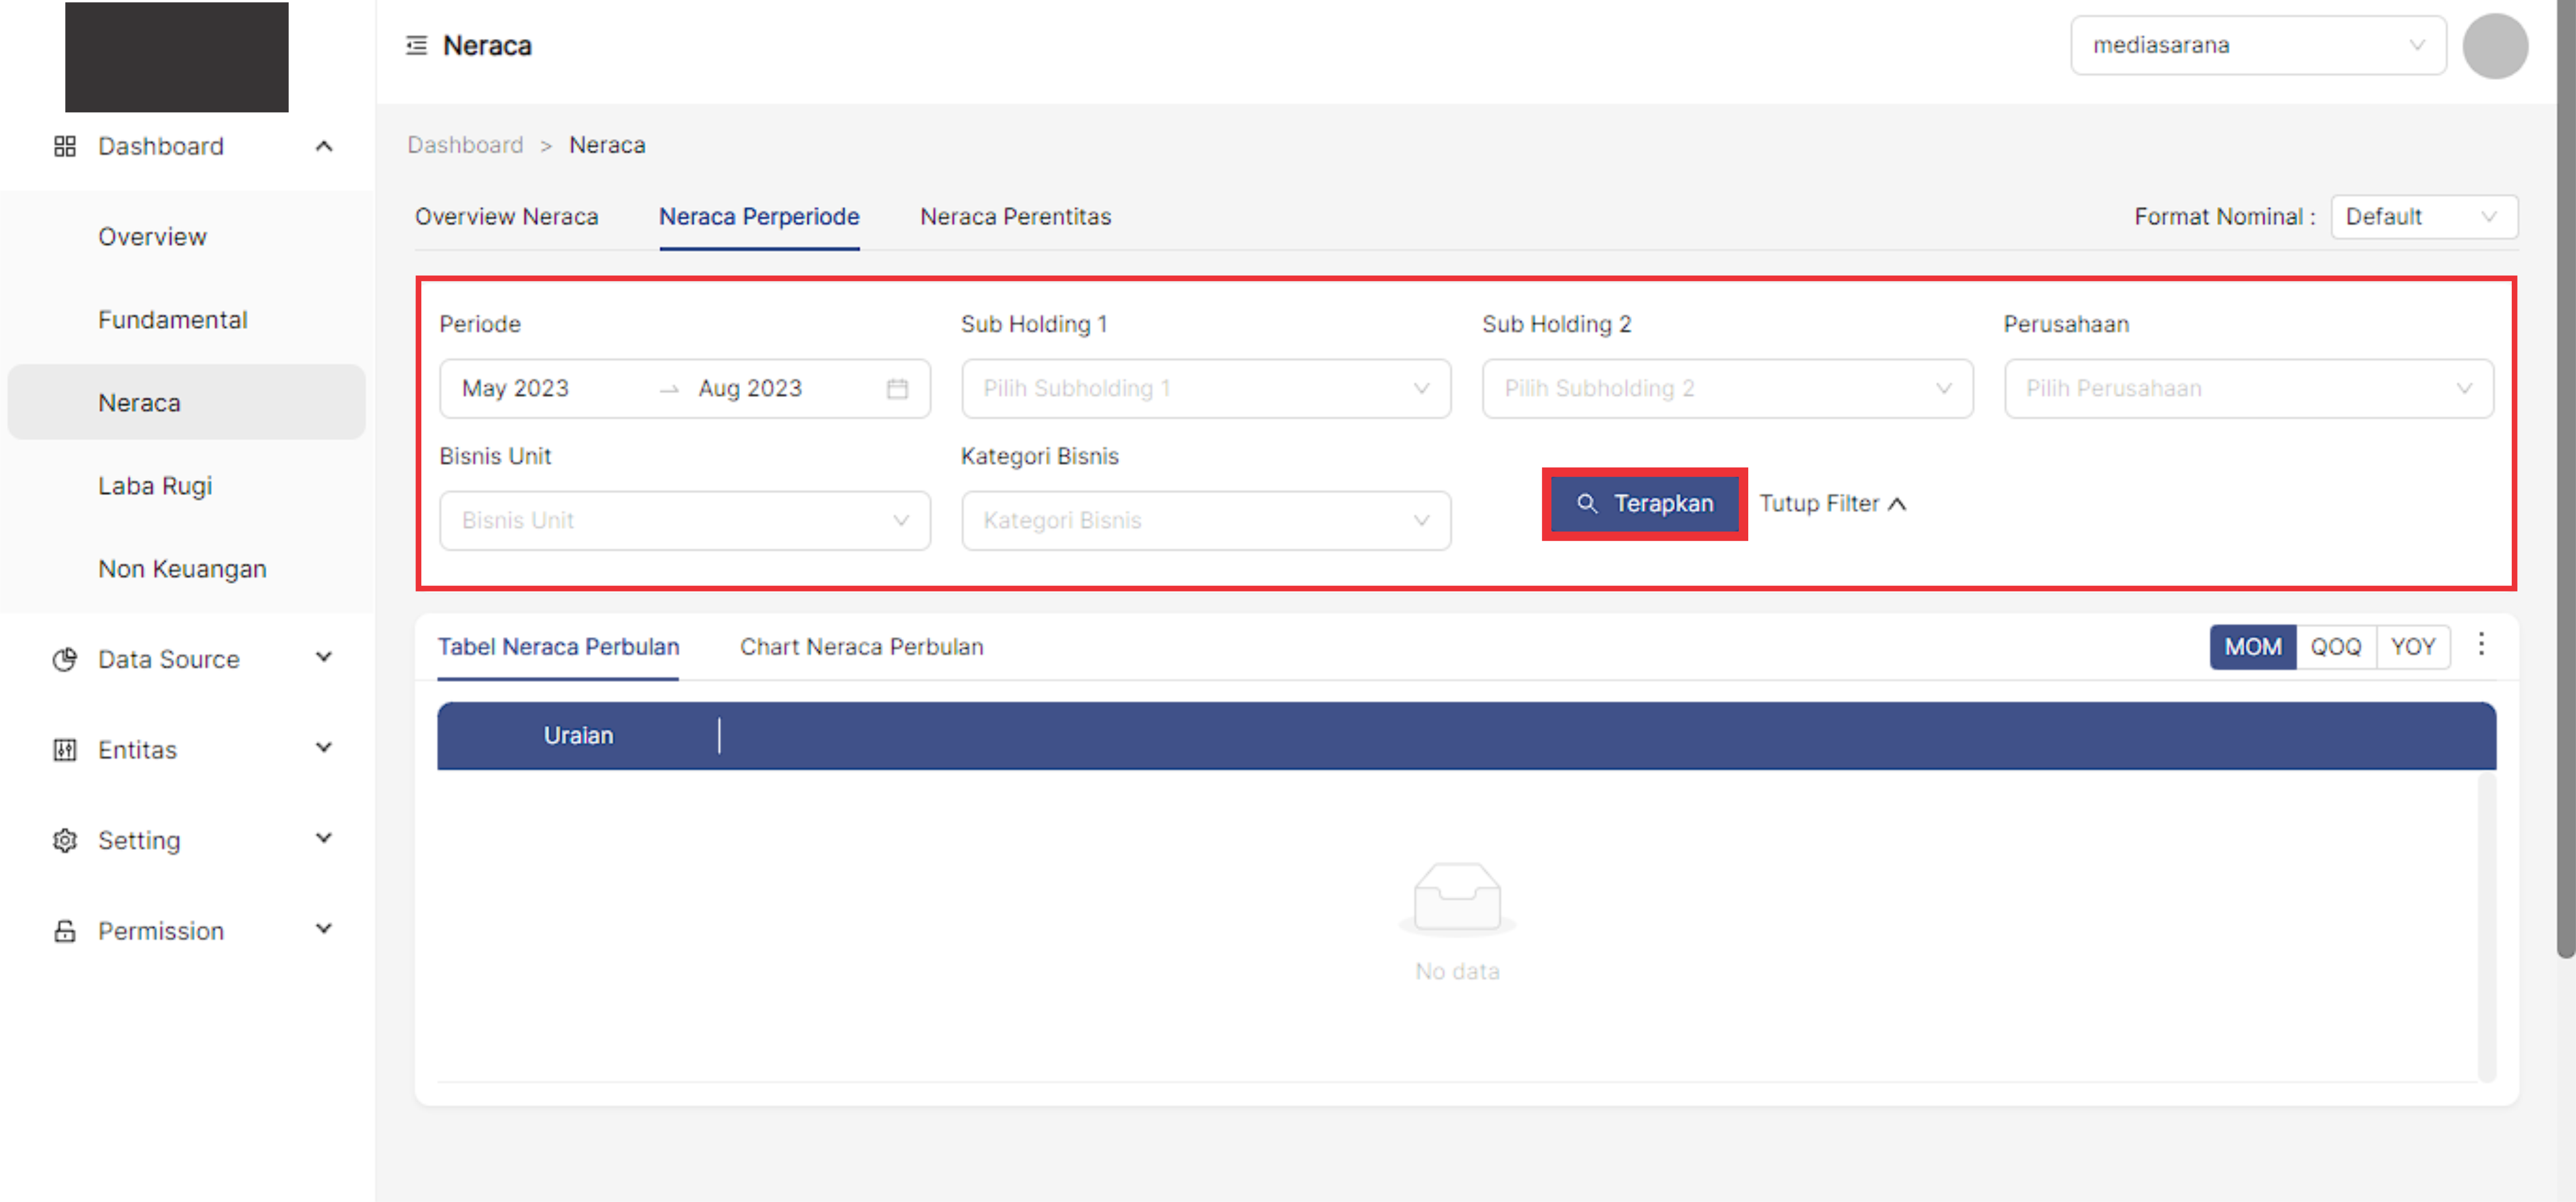 Neraca
mediasarana
Dashboard
Overview
Fundamental
Neraca
Laba Rugi
Non Keuangan
Data Source
Entitas
Setting
Permission
Dashboard > Neraca
Overview Neraca Neraca Perperiode Neraca Perentitas
Format Nominal : Default
Periode Sub Holding 1 Sub Holding 2 Perusahaan
May 2023 → Aug 2023 Pilih Subholding 1 Pilih Subholding 2 Pilih Perusahaan
Bisnis Unit Kategori Bisnis
Bisnis Unit Kategori Bisnis Terapkan Tutup Filter
Tabel Neraca Perbulan Chart Neraca Perbulan MOM QOQ YOY
Uraian
No data